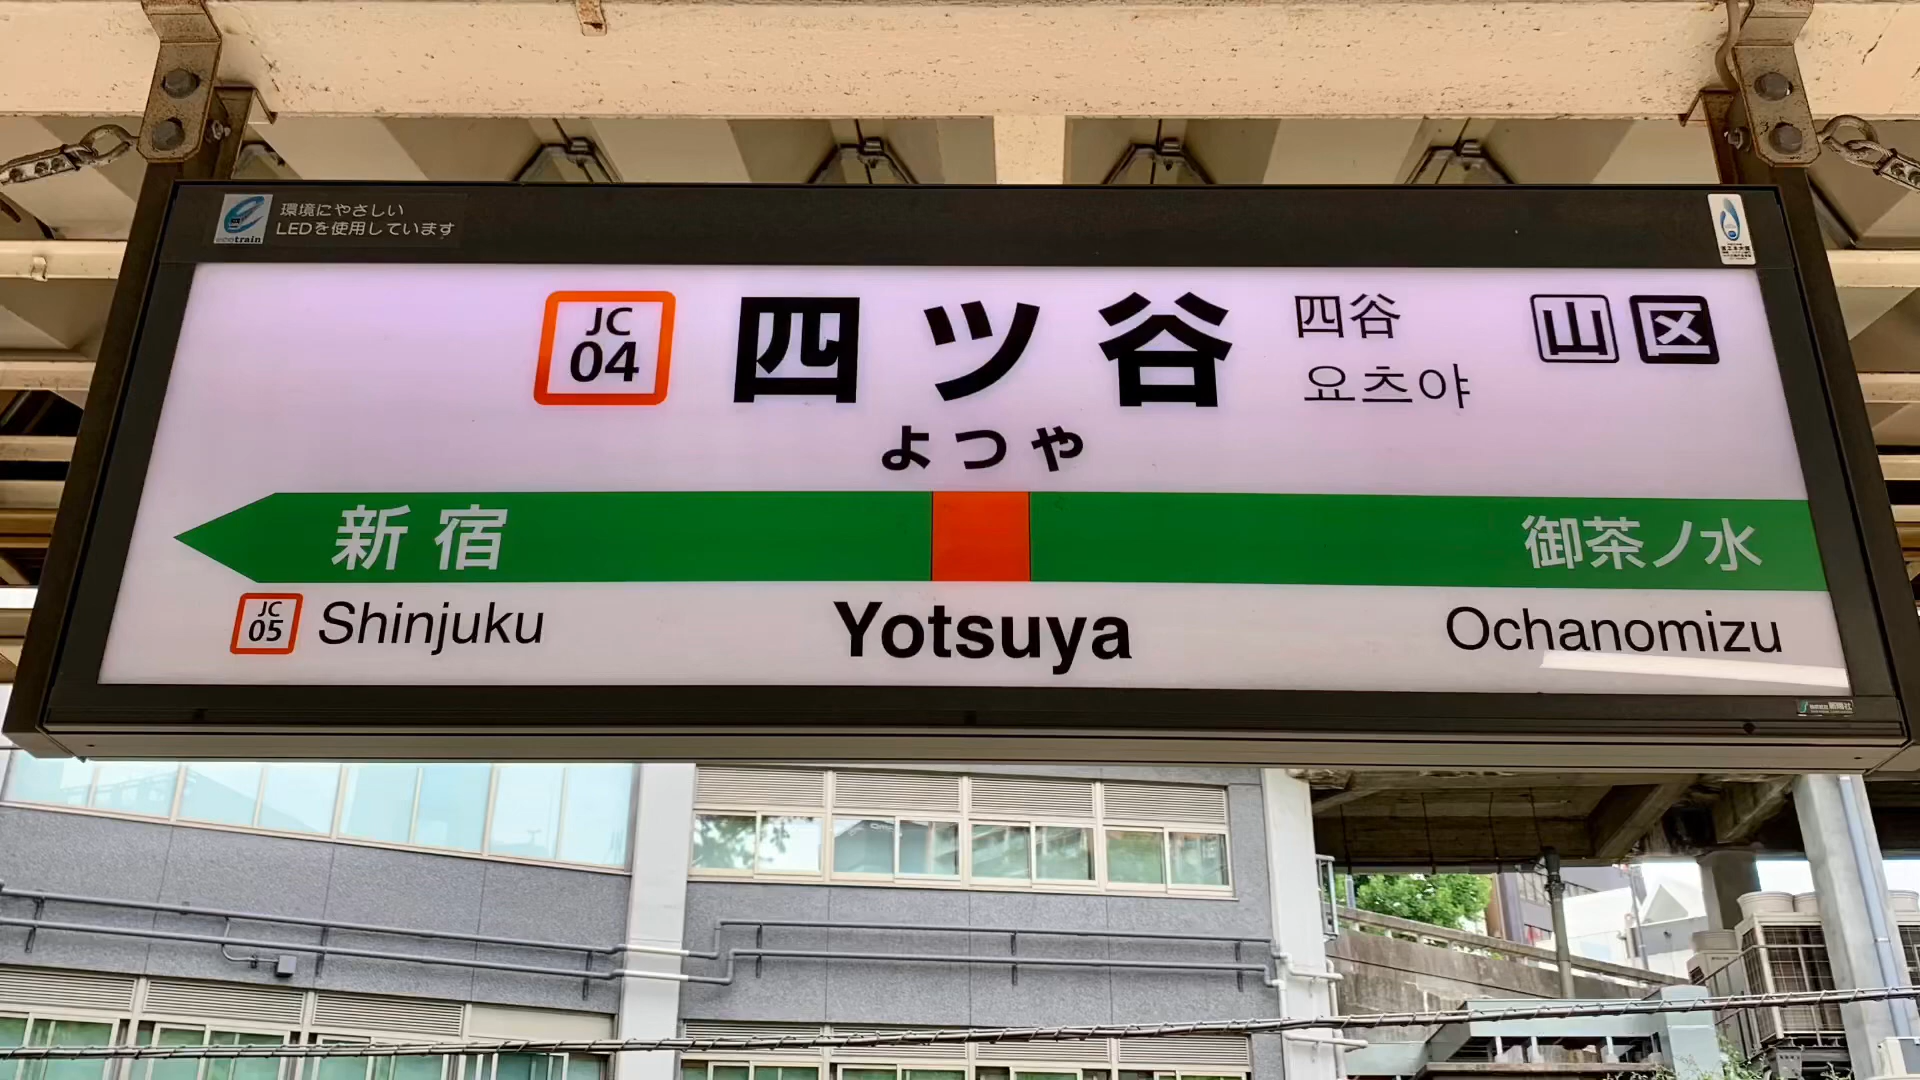 ecotrain
環境にやさしい
LEDを使用しています
JC
04
四ツ谷
四谷
요츠야
山区
よつや
新宿
御茶ノ水
JC
05
Shinjuku
Yotsuya
Ochanomizu